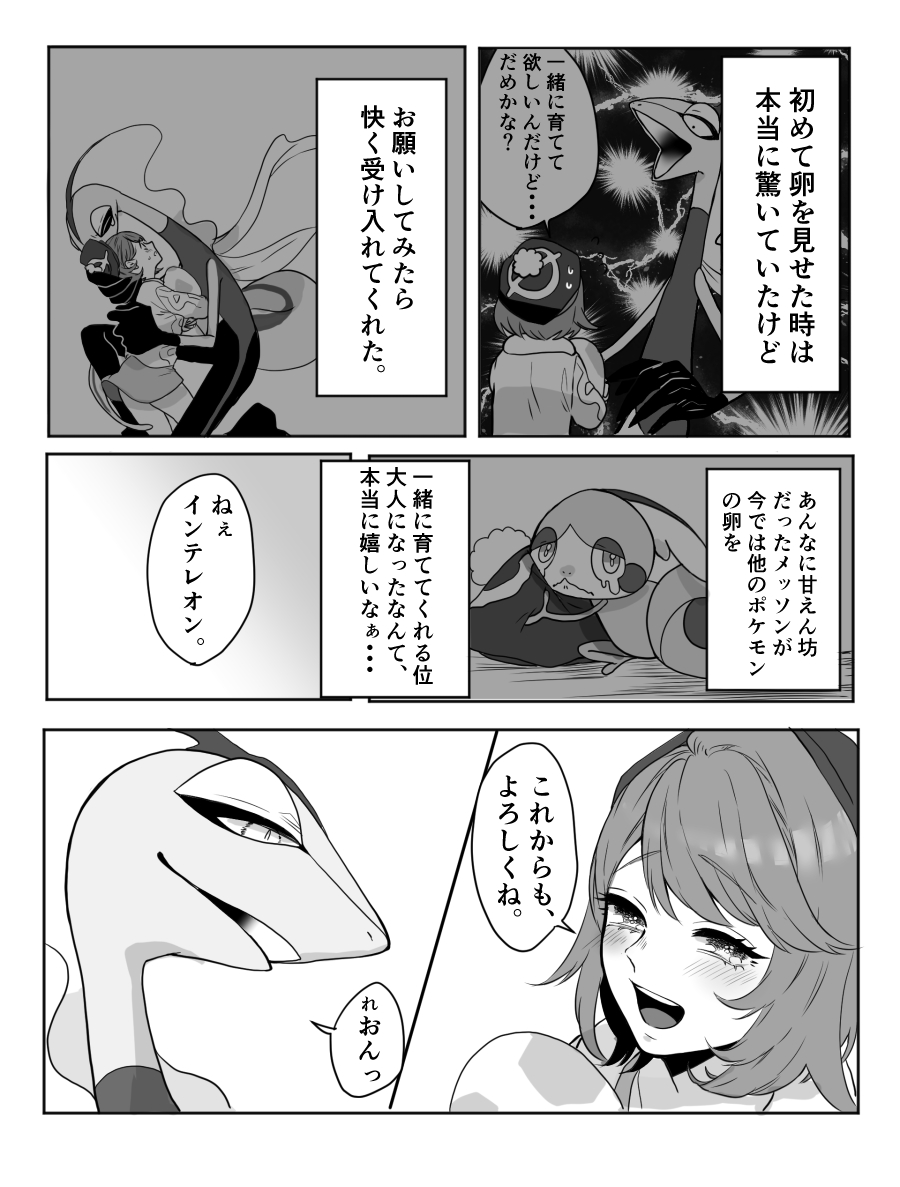 初めて卵を見せた時は
本当に驚いていたけど
一緒に育てて
欲しいんだけど・・・
だめかな？
お願いしてみたら
快く受け入れてくれた。
あんなに甘えん坊
だったメッソンが
今では他のポケモン
の卵を
一緒に育ててくれる位
大人になったなんて、
本当に嬉しいなぁ・・・
ねぇ
インテレオン。
これからも、
よろしくね。
れおんっ